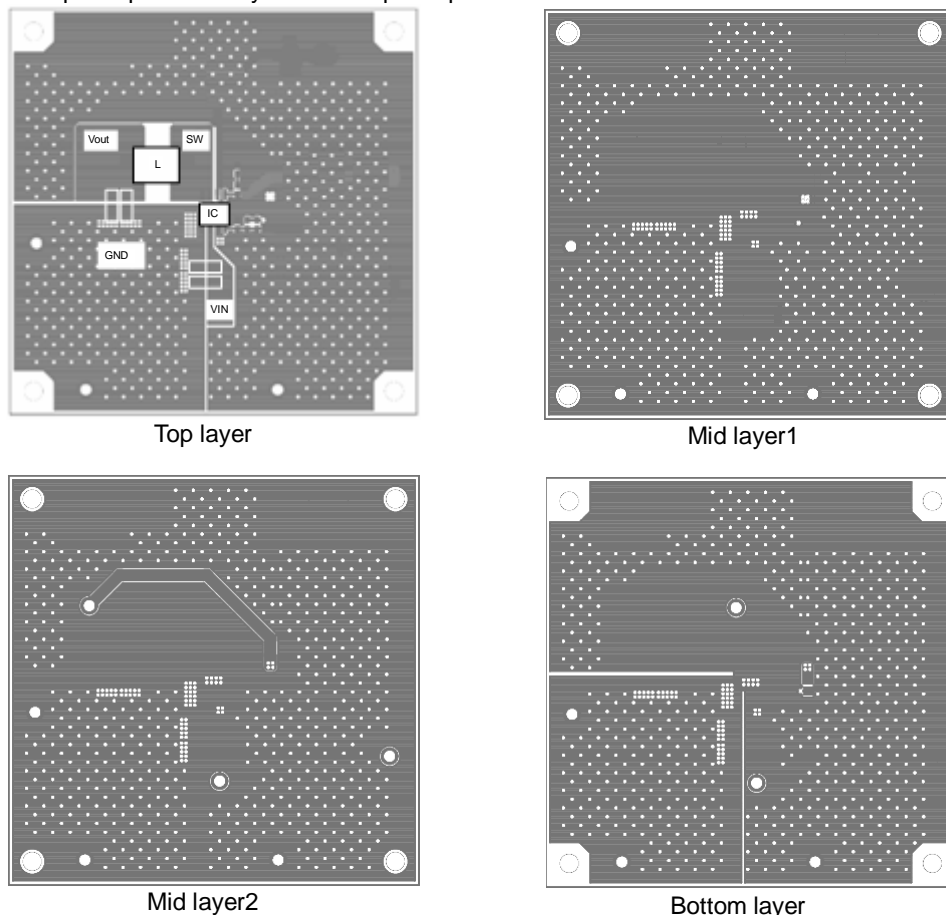 Vout
SW
L
IC
GND
VIN
Top layer
Mid layer1
Mid layer2
Bottom layer